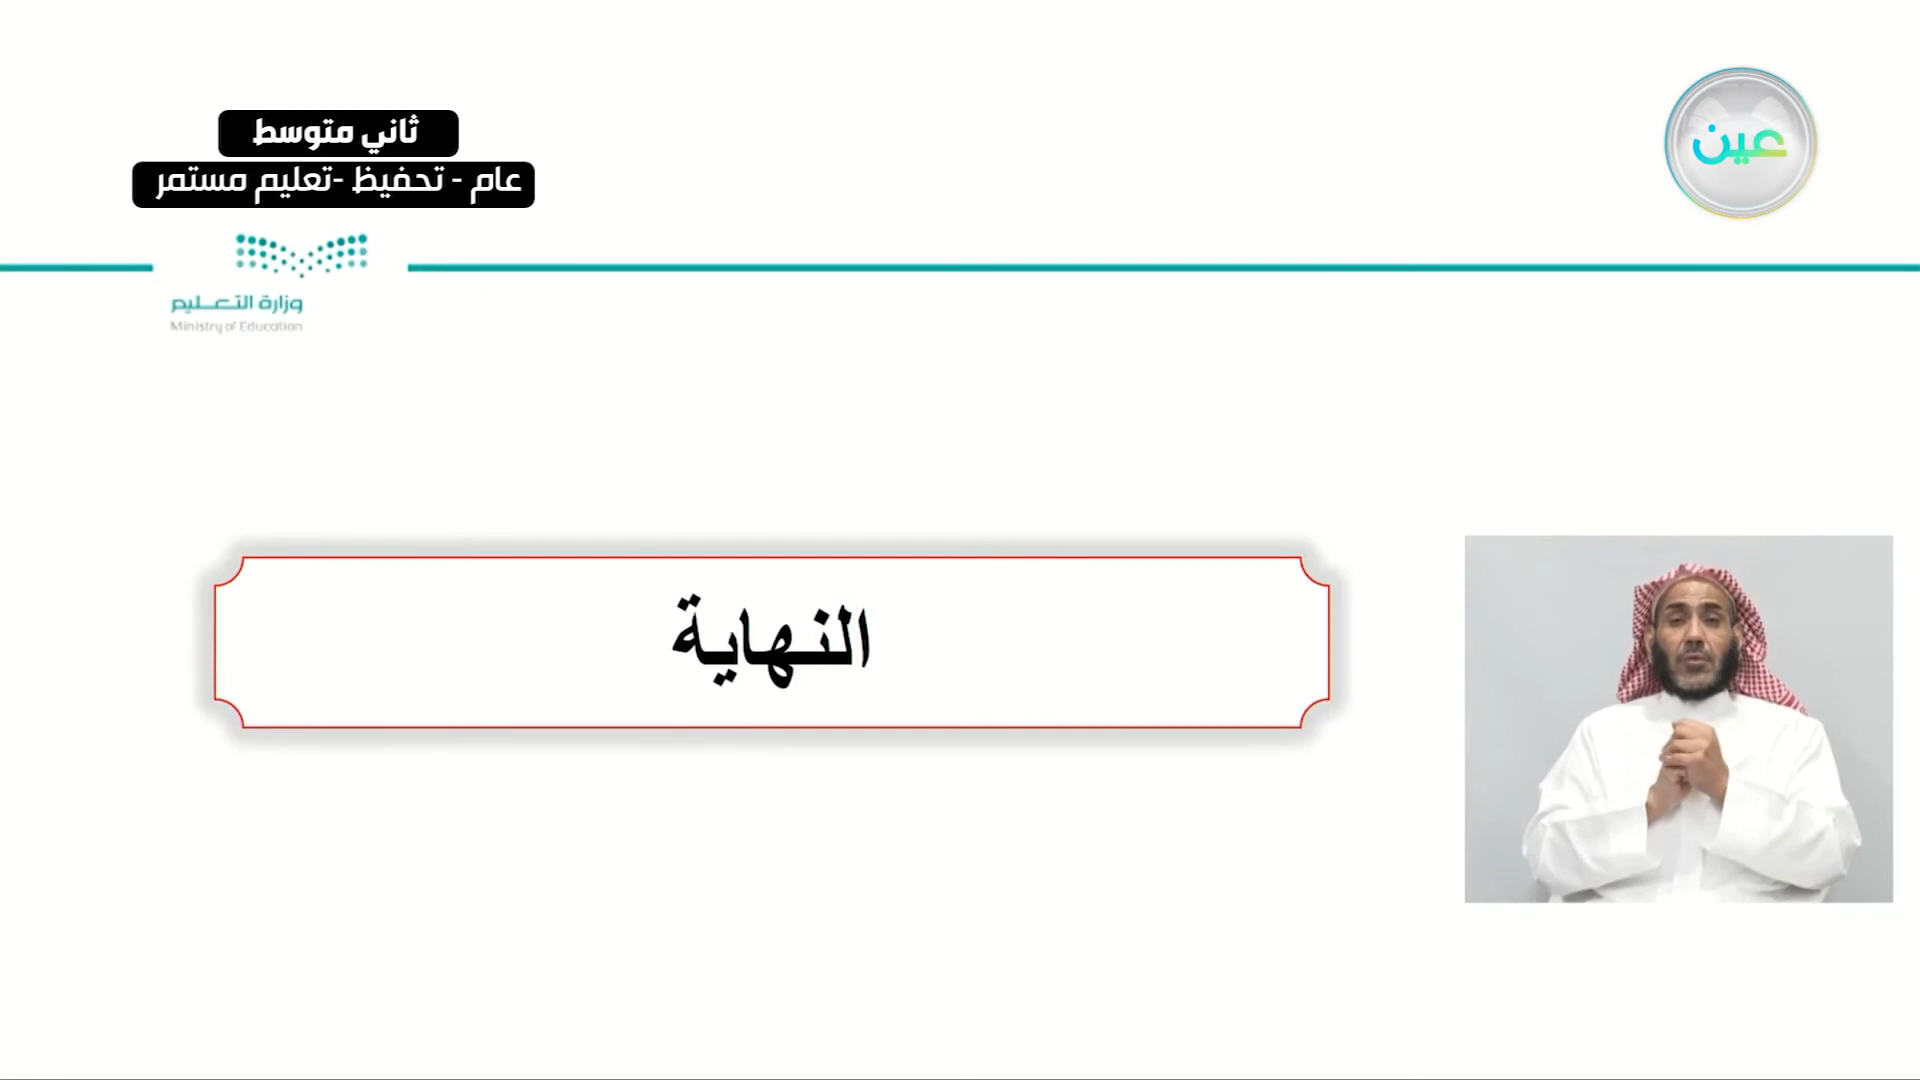 ثاني متوسط
عام - تحفيظ -تعليم مستمر
عين
وزارة التعليم
Ministry of Education
النهاية